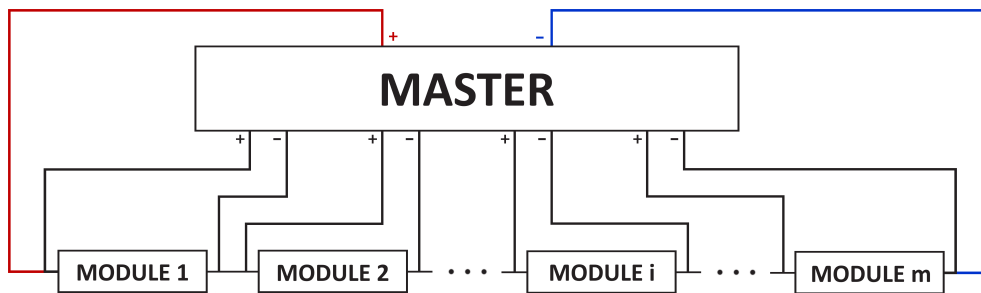 + −
MASTER
+ − + − + − + −
MODULE 1 MODULE 2 • • • MODULE i • • • MODULE m